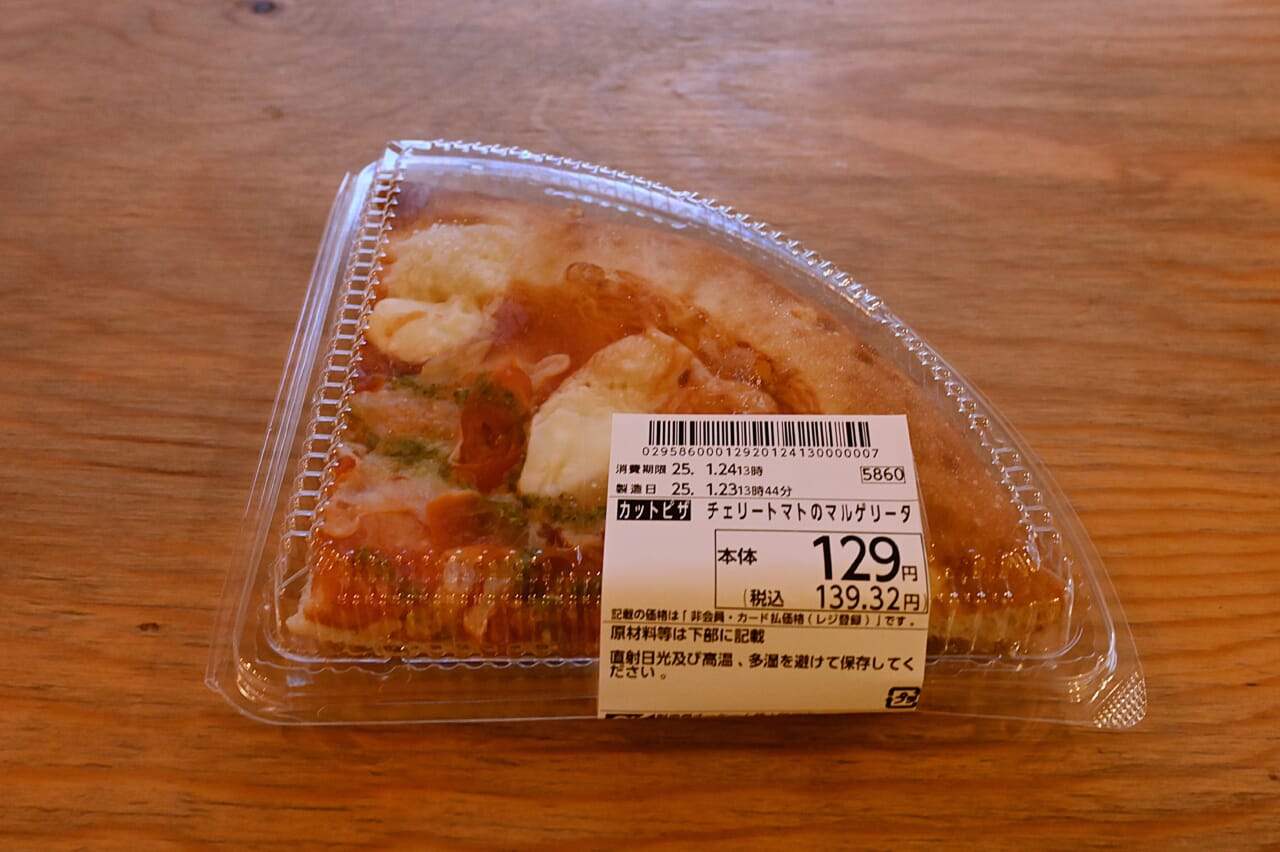 02958600012920124130000007
消費期限 25. 1.24 13時
5860
製造日 25. 1.23 13時44分
カットピザ チェリートマトのマルゲリータ
本体 129円
(税込 139.32円
記載の価格は「非会員・カード払価格(レジ登録)」です。
原材料等は下部に記載
直射日光及び高温、多湿を避けて保存してく
ださい。
プラ